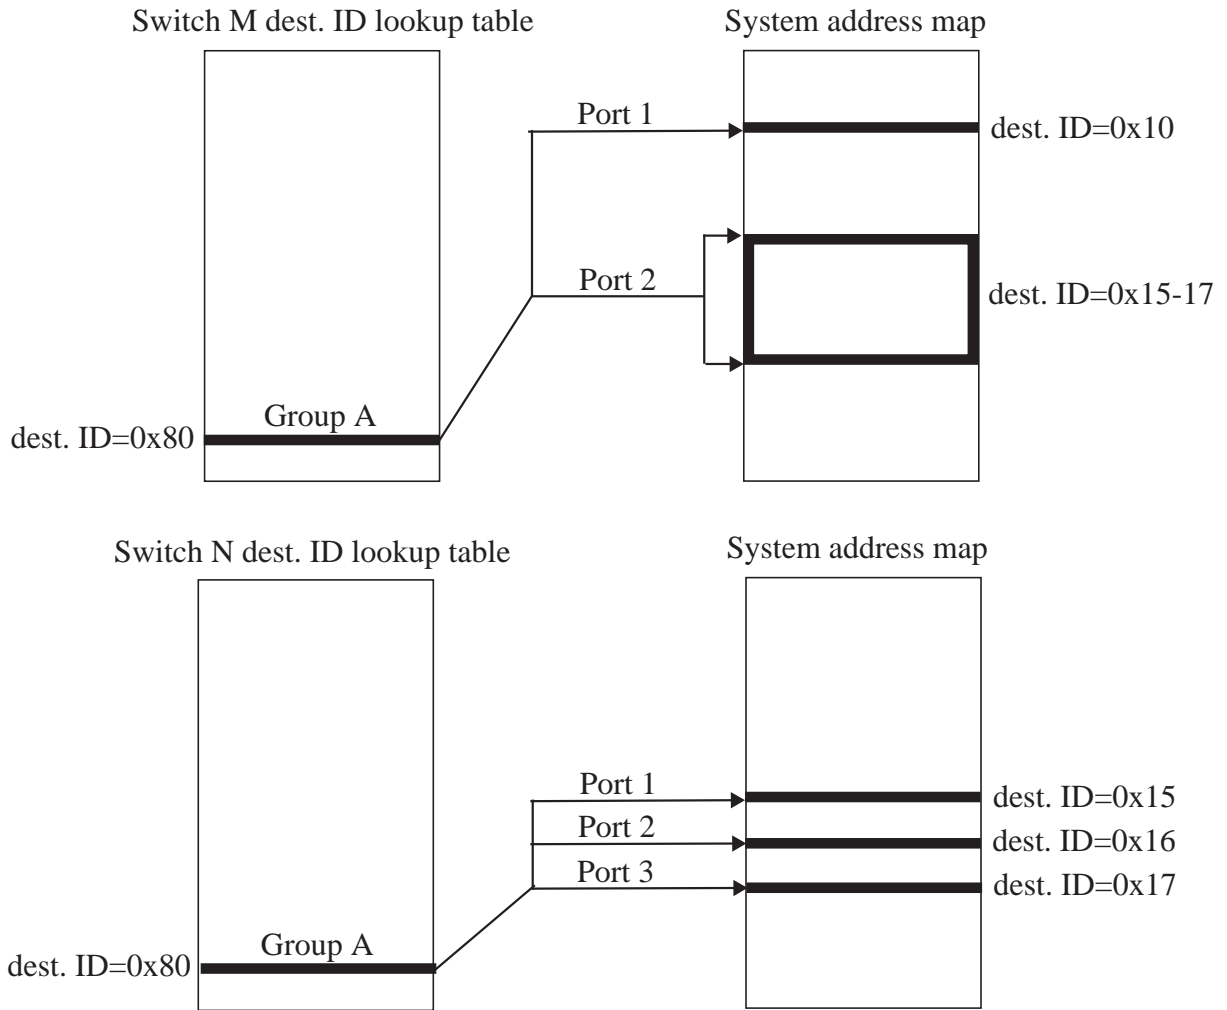 Switch M dest. ID lookup table
System address map
Port 1
dest. ID=0x10
Port 2
dest. ID=0x15-17
Group A
dest. ID=0x80
Switch N dest. ID lookup table
System address map
Port 1
dest. ID=0x15
Port 2
dest. ID=0x16
Port 3
dest. ID=0x17
Group A
dest. ID=0x80